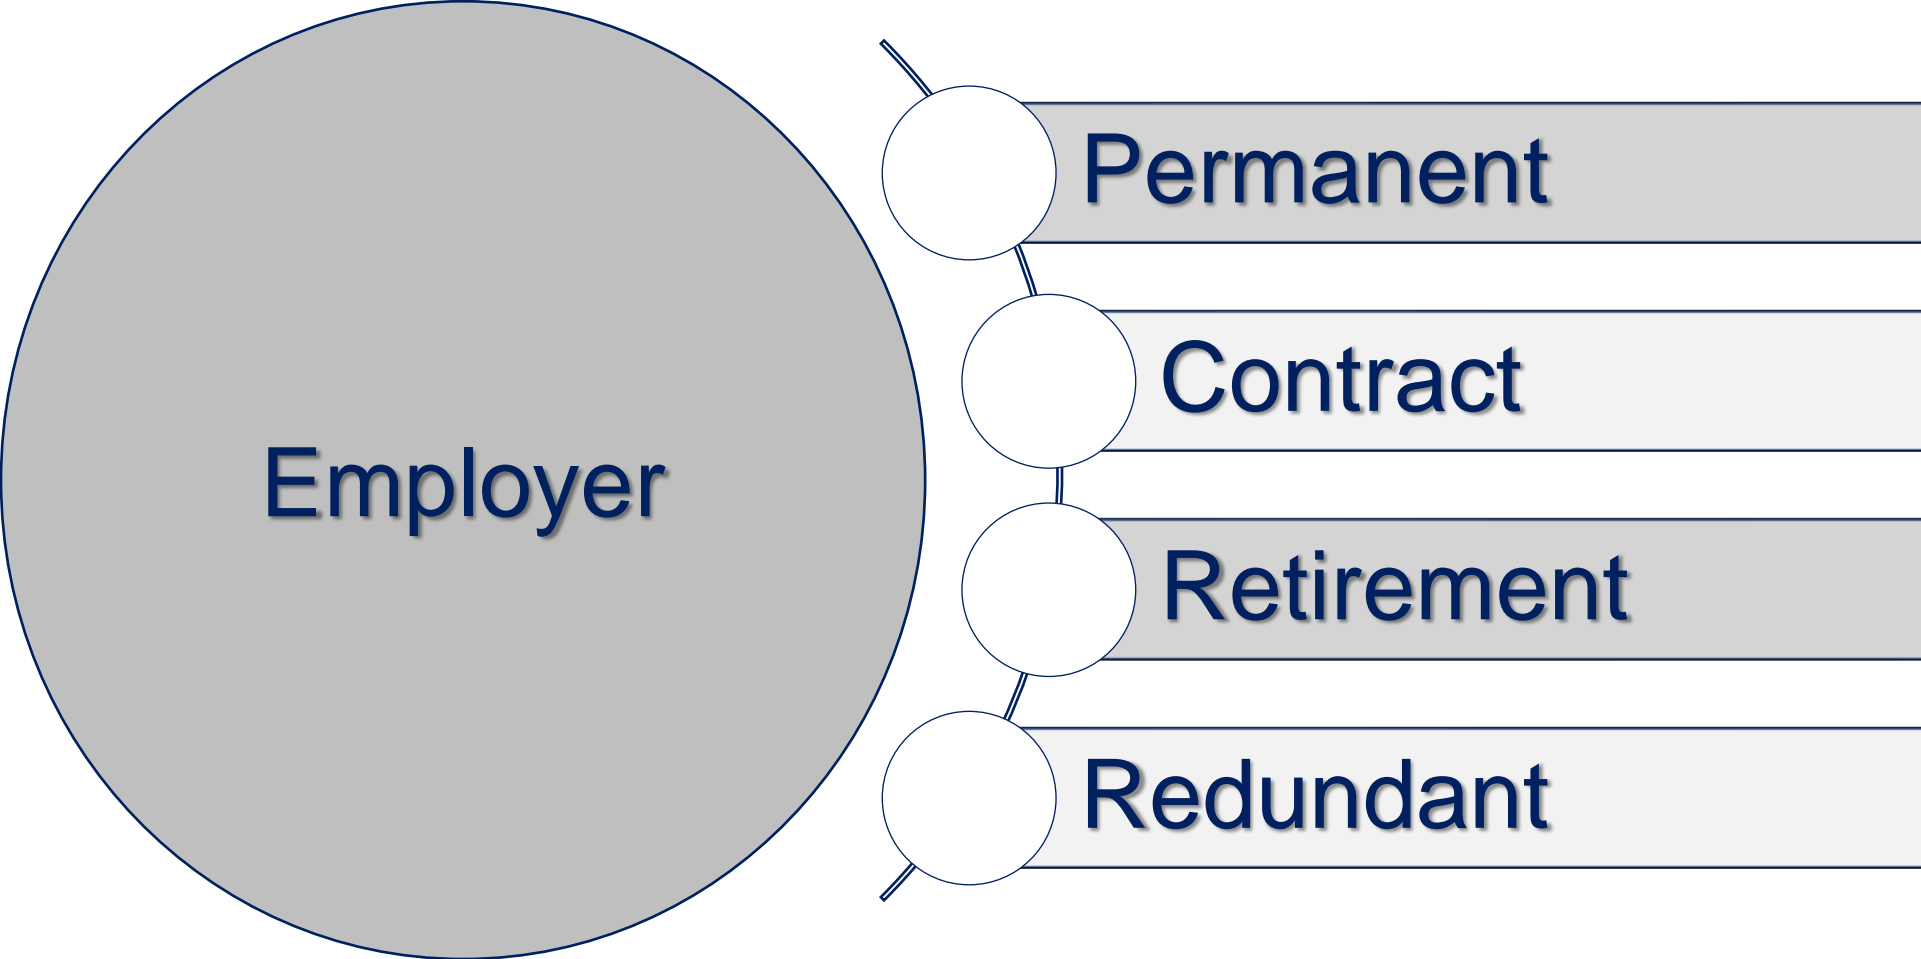 Employer
Permanent
Contract
Retirement
Redundant